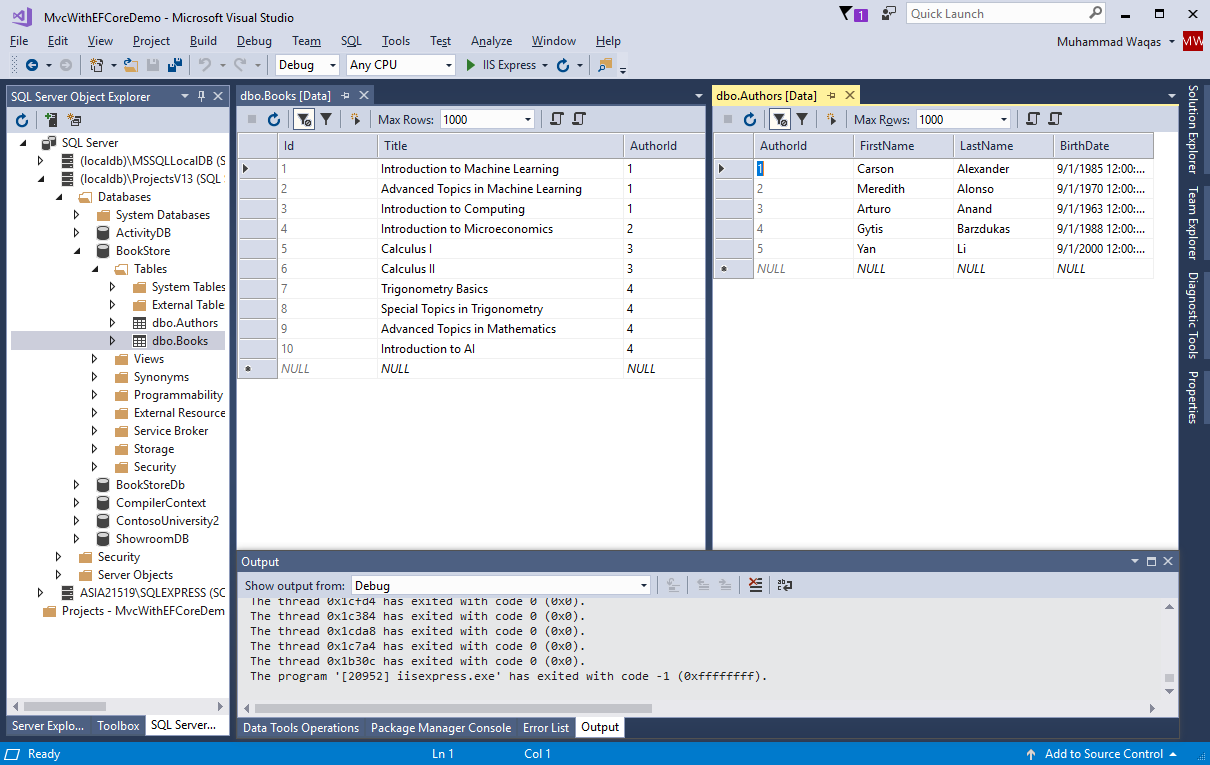 MvcWithEFCoreDemo - Microsoft Visual Studio
1
Quick Launch
File Edit View Project Build Debug Team SQL Tools Test Analyze Window Help
Muhammad Waqas MW
Debug Any CPU IIS Express
SQL Server Object Explorer
SQL Server
(localdb)\MSSQLLocalDB (S
(localdb)\ProjectsV13 (SQL
Databases
System Databases
ActivityDB
BookStore
Tables
System Tables
External Table
dbo.Authors
dbo.Books
Views
Synonyms
Programmability
External Resource
Service Broker
Storage
Security
BookStoreDb
CompilerContext
ContosoUniversity2
ShowroomDB
Security
Server Objects
ASIA21519\SQLEXPRESS (SC
Projects - MvcWithEFCoreDem
Server Explo... Toolbox SQL Server...
dbo.Books [Data]
Max Rows: 1000
Id Title AuthorId
1 Introduction to Machine Learning 1
2 Advanced Topics in Machine Learning 1
3 Introduction to Computing 1
4 Introduction to Microeconomics 2
5 Calculus I 3
6 Calculus II 3
7 Trigonometry Basics 4
8 Special Topics in Trigonometry 4
9 Advanced Topics in Mathematics 4
10 Introduction to AI 4
NULL NULL NULL
dbo.Authors [Data]
Max Rows: 1000
AuthorId FirstName LastName BirthDate
1 Carson Alexander 9/1/1985 12:00:...
2 Meredith Alonso 9/1/1970 12:00:...
3 Arturo Anand 9/1/1963 12:00:...
4 Gytis Barzdukas 9/1/1988 12:00:...
5 Yan Li 9/1/2000 12:00:...
NULL NULL NULL NULL
Solution Explorer
Team Explorer
Diagnostic Tools
Properties
Output
Show output from: Debug
The thread 0x1cfd4 has exited with code 0 (0x0).
The thread 0x1c384 has exited with code 0 (0x0).
The thread 0x1cda8 has exited with code 0 (0x0).
The thread 0x1c7a4 has exited with code 0 (0x0).
The thread 0x1b30c has exited with code 0 (0x0).
The program '[20952] iisexpress.exe' has exited with code -1 (0xffffffff).
Data Tools Operations Package Manager Console Error List Output
Ready Ln 1 Col 1 Add to Source Control